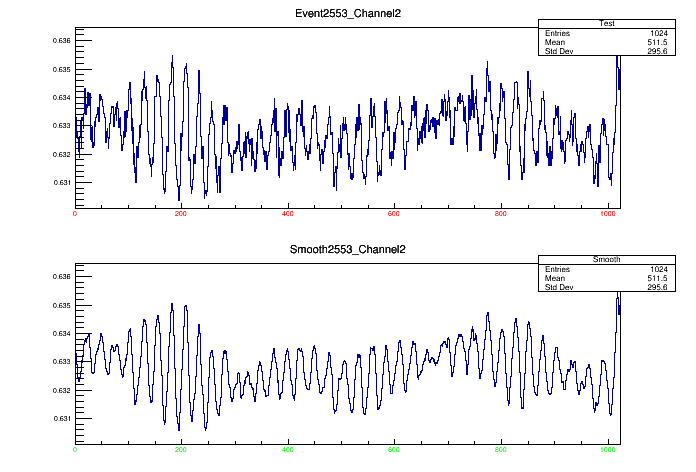 Event2553_Channel2
Test
Entries 1024
Mean 511.5
Std Dev 295.6
0.636
0.635
0.634
0.633
0.632
0.631
0 200 400 600 800 1000
Smooth2553_Channel2
Smooth
Entries 1024
Mean 511.5
Std Dev 295.6
0.636
0.635
0.634
0.633
0.632
0.631
0 200 400 600 800 1000